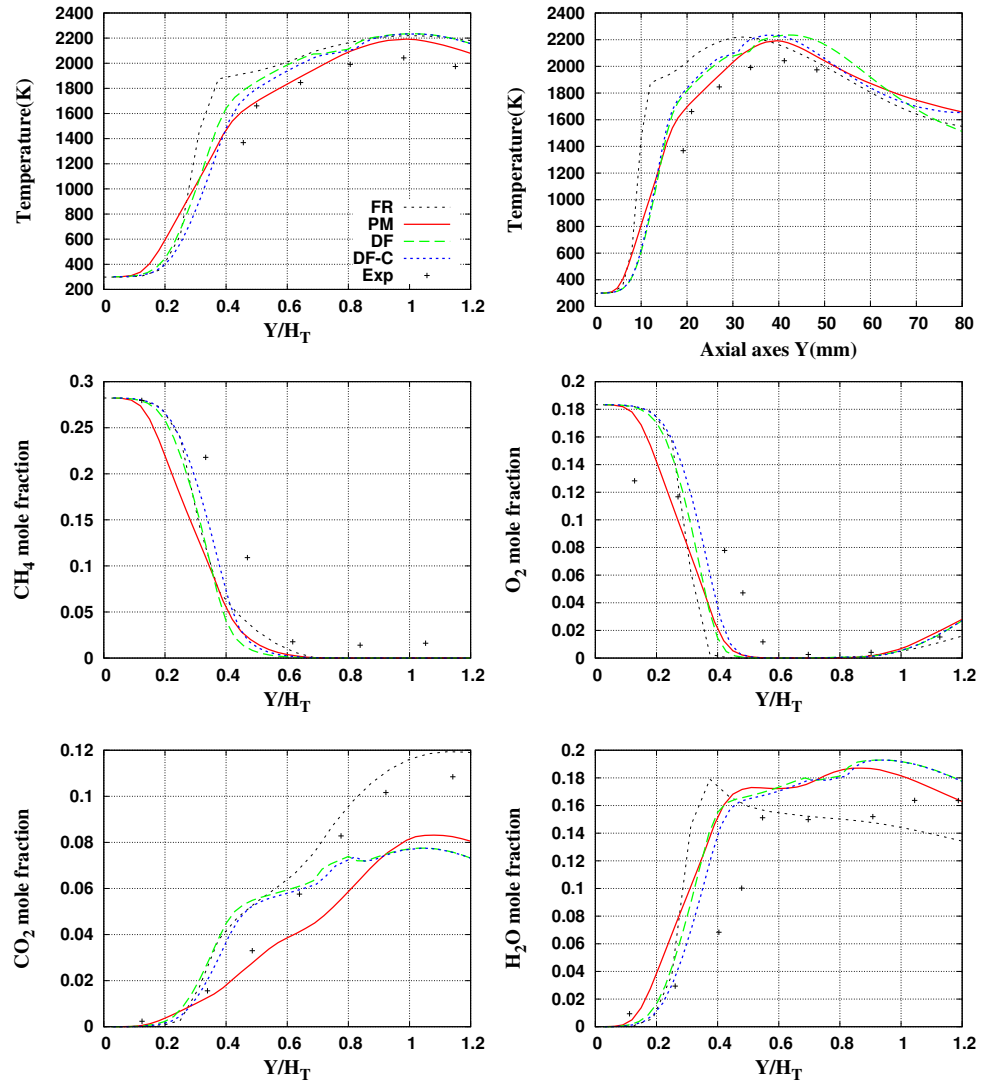 2400
2200
2000
1800
1600
1400
1200
1000
800
600
400
200
Temperature(K)
FR
PM
DF
DF-C
Exp
0 0.2 0.4 0.6 0.8 1 1.2
Y/H_T
2400
2200
2000
1800
1600
1400
1200
1000
800
600
400
200
Temperature(K)
0 10 20 30 40 50 60 70 80
Axial axes Y(mm)
0.3
0.25
0.2
0.15
0.1
0.05
0
CH₄ mole fraction
0 0.2 0.4 0.6 0.8 1 1.2
Y/H_T
0.2
0.18
0.16
0.14
0.12
0.1
0.08
0.06
0.04
0.02
0
O₂ mole fraction
0 0.2 0.4 0.6 0.8 1 1.2
Y/H_T
0.12
0.1
0.08
0.06
0.04
0.02
0
CO₂ mole fraction
0 0.2 0.4 0.6 0.8 1 1.2
Y/H_T
0.2
0.18
0.16
0.14
0.12
0.1
0.08
0.06
0.04
0.02
0
H₂O mole fraction
0 0.2 0.4 0.6 0.8 1 1.2
Y/H_T